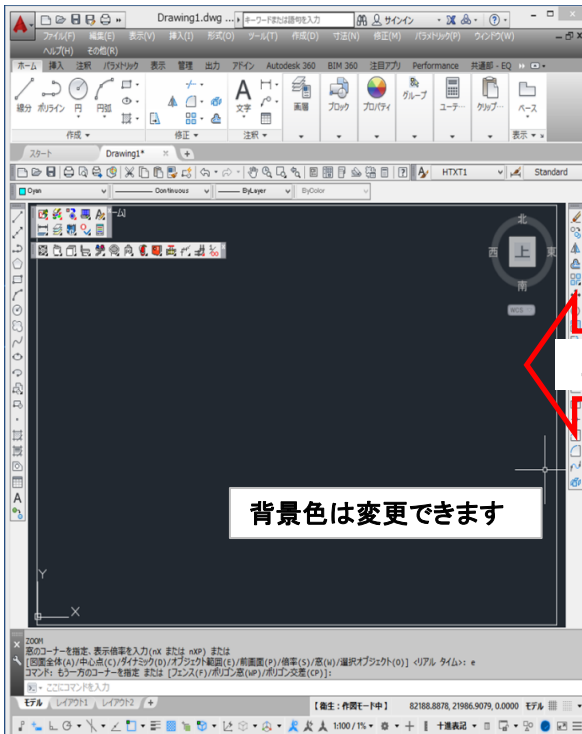 Drawing1.dwg ...
キーワードまたは語句を入力
サインイン
ファイル(F) 編集(E) 表示(V) 挿入(I) 形式(O) ツール(T) 作成(D) 寸法(N) 修正(M) パラメトリック(P) ウィンドウ(W)
ヘルプ(H) その他(R)
ホーム 挿入 注釈 パラメトリック 表示 管理 出力 アドイン Autodesk 360 BIM 360 注目アプリ Performance 共通部 - EQ
線分 ポリライン 円 円弧 文字 画層 ブロック プロパティ グループ ユーテ... クリップ... ベース
作成 修正 注釈 表示
スタート Drawing1*
HTXT1 Standard
Cyan Continuous ByLayer ByColor
北
西 上 東
南
WCS
背景色は変更できます
Y
X
ZOOM
窓のコーナーを指定、表示倍率を入力(nX または nXP) または
[図面全体(A)/中心点(C)/ダイナミック(D)/オブジェクト範囲(E)/前画面(P)/倍率(S)/窓(W)/選択オブジェクト(O)] <リアル タイム>: e
コマンド: もう一方のコーナーを指定 または [フェンス(F)/ポリゴン窓(WP)/ポリゴン交差(CP)]:
ここにコマンドを入力
モデル レイアウト1 レイアウト2 +
【衛生：作図モード中】 82188.8878, 21986.9079, 0.0000 モデル
1:100/1% 十進表記